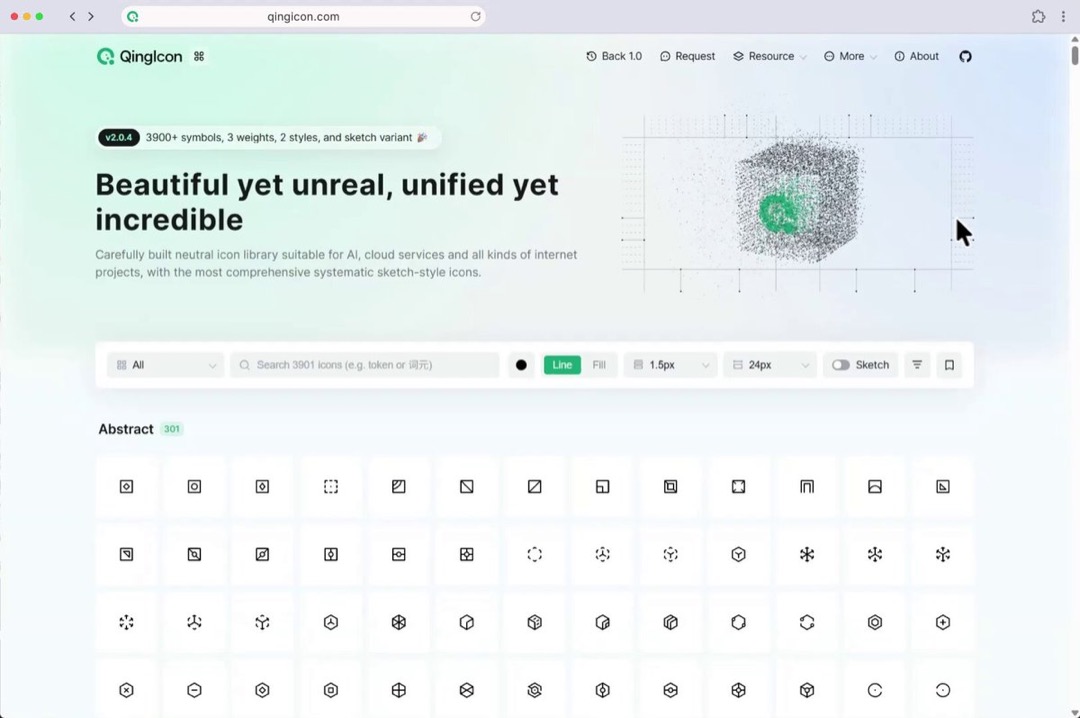 qingicon.com
QingIcon ⌘
Back 1.0 Request Resource More About
v2.0.4 3900+ symbols, 3 weights, 2 styles, and sketch variant 🎉
Beautiful yet unreal, unified yet
incredible
Carefully built neutral icon library suitable for AI, cloud services and all kinds of internet
projects, with the most comprehensive systematic sketch-style icons.
All Search 3901 icons (e.g. token or 词元) Line Fill 1.5px 24px Sketch
Abstract 301